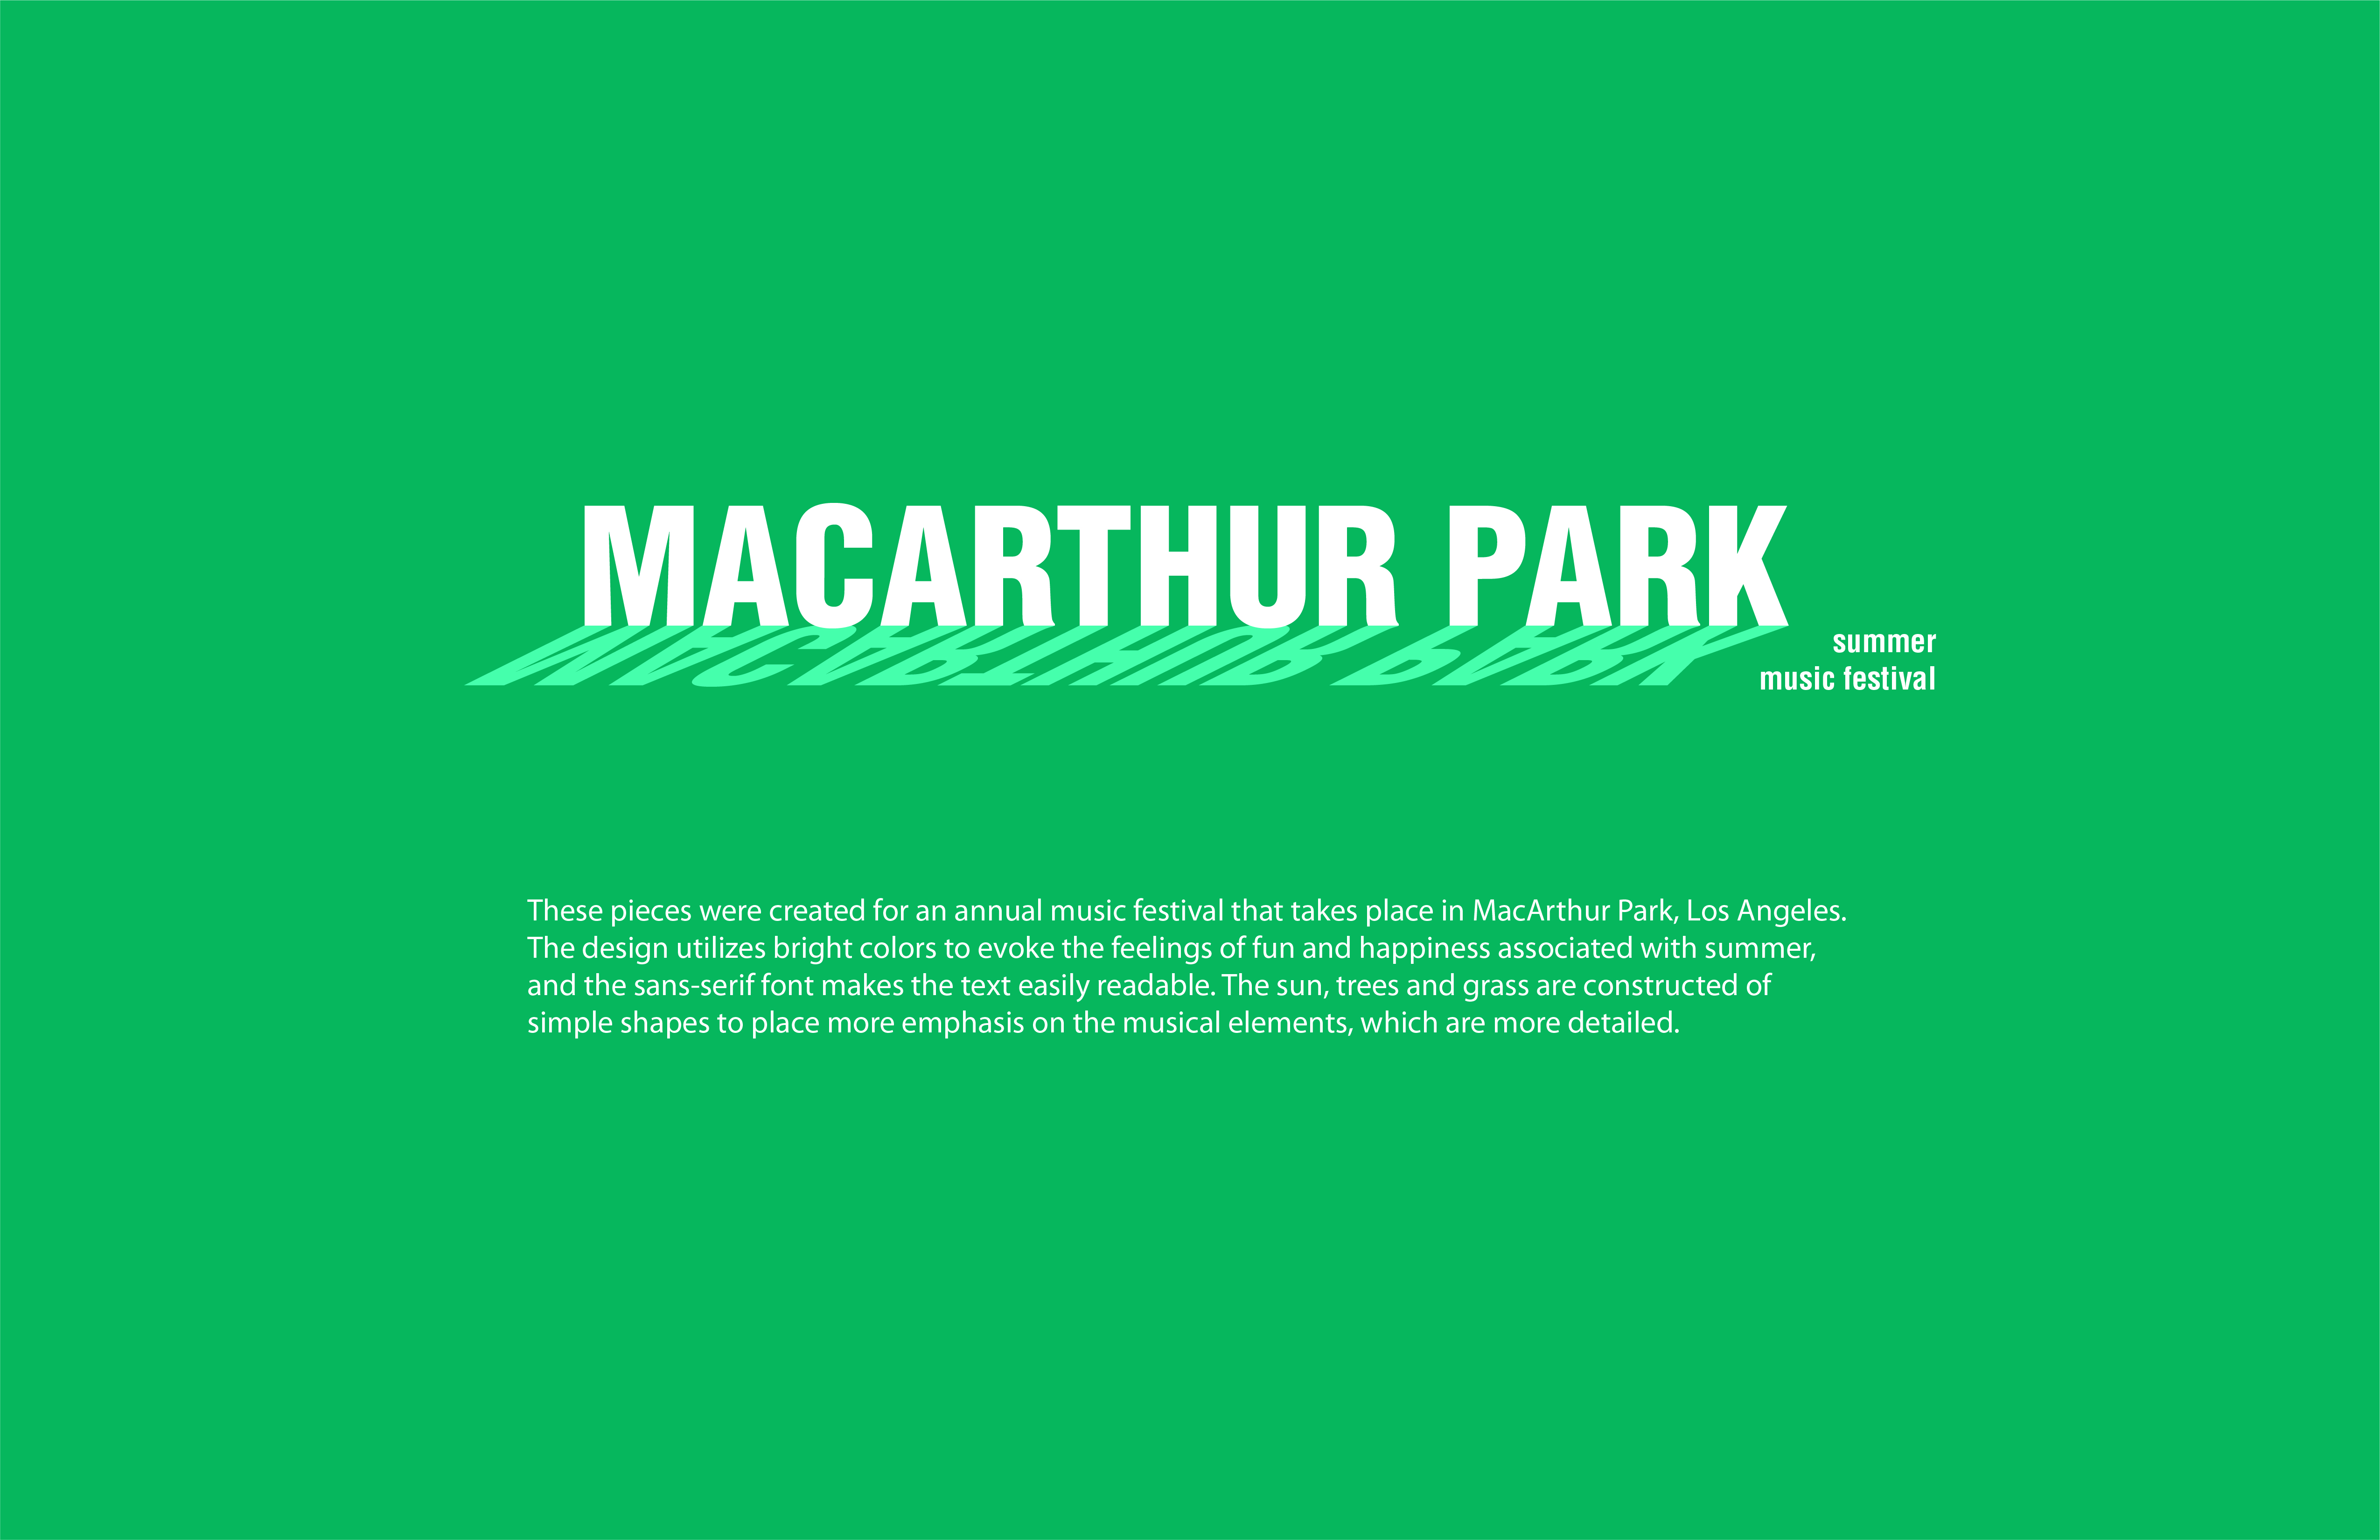 MACARTHUR PARK
summer
music festival
These pieces were created for an annual music festival that takes place in MacArthur Park, Los Angeles.
The design utilizes bright colors to evoke the feelings of fun and happiness associated with summer,
and the sans-serif font makes the text easily readable. The sun, trees and grass are constructed of
simple shapes to place more emphasis on the musical elements, which are more detailed.